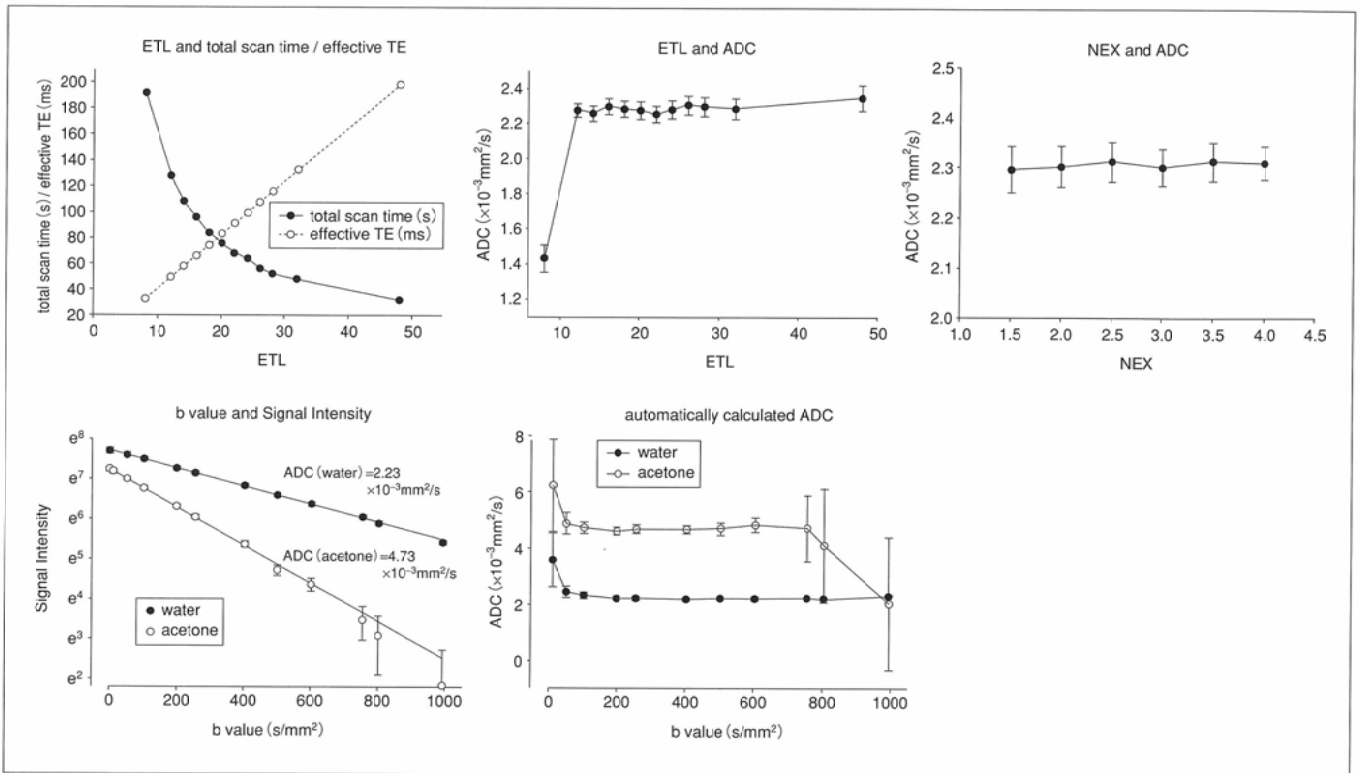 ETL and total scan time / effective TE
total scan time (s) / effective TE (ms)
200
180
160
140
120
100
80
60
40
20
0
10
20
30
40
50
ETL
total scan time (s)
effective TE (ms)
ETL and ADC
ADC (×10⁻³mm²/s)
2.4
2.2
2.0
1.8
1.6
1.4
1.2
10
20
30
40
50
ETL
NEX and ADC
ADC (×10⁻³mm²/s)
2.5
2.4
2.3
2.2
2.1
2.0
1.0
1.5
2.0
2.5
3.0
3.5
4.0
4.5
NEX
b value and Signal Intensity
Signal Intensity
e⁸
e⁷
e⁶
e⁵
e⁴
e³
e²
ADC (water) =2.23
×10⁻³mm²/s
ADC (acetone) =4.73
×10⁻³mm²/s
water
acetone
0
200
400
600
800
1000
b value (s/mm²)
automatically calculated ADC
ADC (×10⁻³mm²/s)
8
6
4
2
0
water
acetone
0
200
400
600
800
1000
b value (s/mm²)